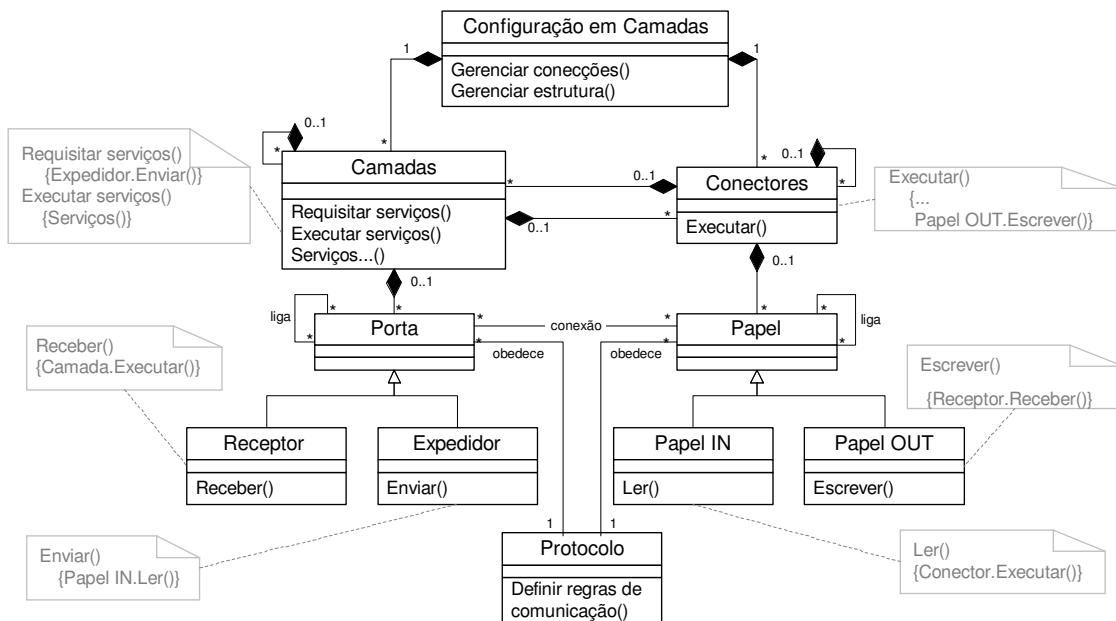 Configuração em Camadas
Gerenciar conecções()
Gerenciar estrutura()
1
1
*
*
0..1
*
0..1
*
Requisitar serviços()
{Expedidor.Enviar()}
Executar serviços()
{Serviços()}
Camadas
Requisitar serviços()
Executar serviços()
Serviços...()
*
0..1
0..1
*
Conectores
Executar()
Executar()
{...
Papel OUT.Escrever()}
0..1
*
0..1
*
liga
*
*
Porta
*
conexão
*
Papel
*
*
liga
*
obedece
*
obedece
Receber()
{Camada.Executar()}
Escrever()
{Receptor.Receber()}
Receptor
Receber()
Expedidor
Enviar()
Papel IN
Ler()
Papel OUT
Escrever()
1
1
Enviar()
{Papel IN.Ler()}
Protocolo
Definir regras de
comunicação()
Ler()
{Conector.Executar()}